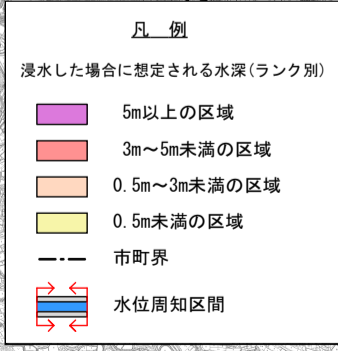 凡 例
浸水した場合に想定される水深(ランク別)
5m以上の区域
3m～5m未満の区域
0.5m～3m未満の区域
0.5m未満の区域
市町界
水位周知区間